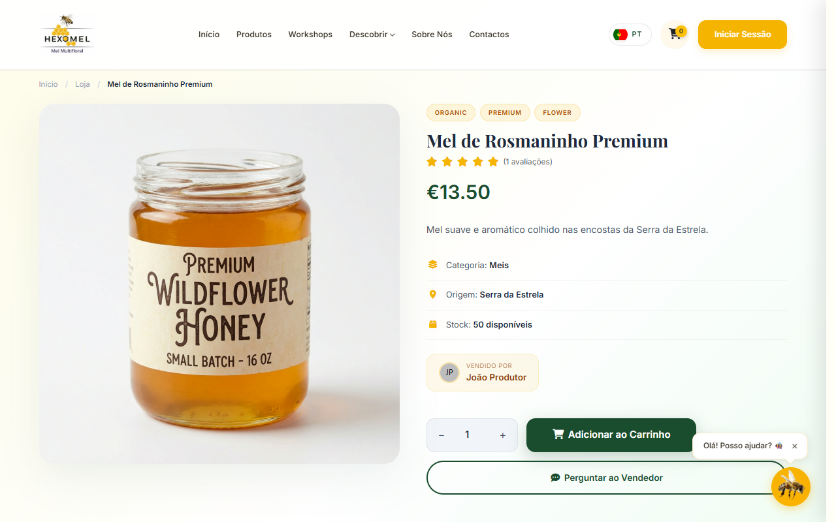 HEXOMEL
Mel Multifloral
Início Produtos Workshops Descobrir Sobre Nós Contactos
PT
0
Iniciar Sessão
Início / Loja / Mel de Rosmaninho Premium
PREMIUM
WILDFLOWER
HONEY
SMALL BATCH - 16 OZ
ORGANIC PREMIUM FLOWER
Mel de Rosmaninho Premium
(1 avaliações)
€13.50
Mel suave e aromático colhido nas encostas da Serra da Estrela.
Categoria: Meis
Origem: Serra da Estrela
Stock: 50 disponíveis
JP
VENDIDO POR
João Produtor
− 1 +
Adicionar ao Carrinho
Olá! Posso ajudar? ×
Perguntar ao Vendedor